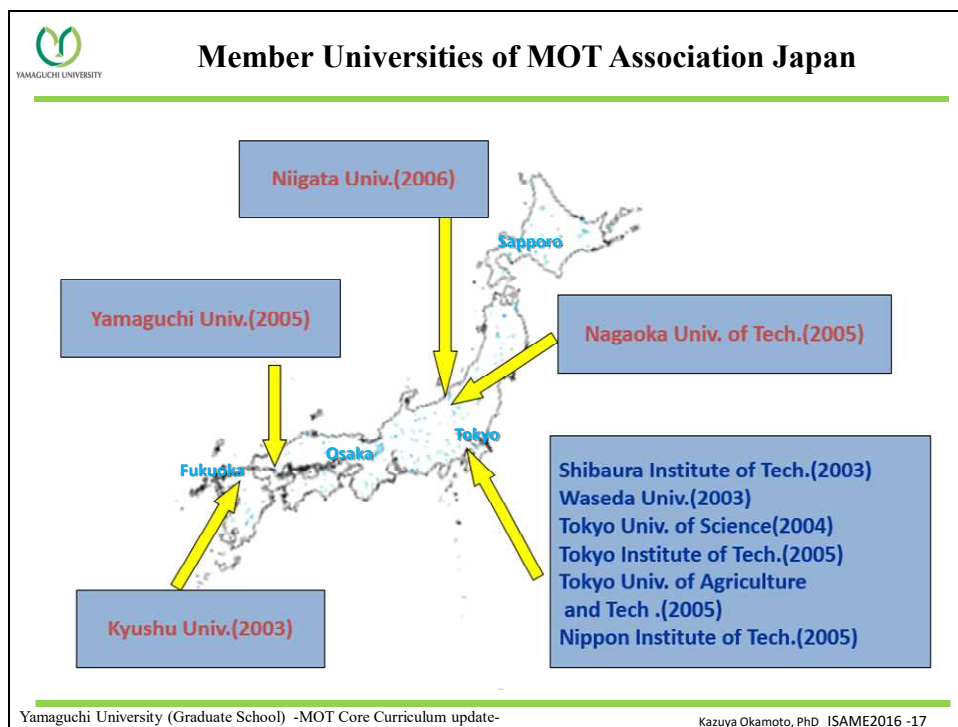 YAMAGUCHI UNIVERSITY
Member Universities of MOT Association Japan
Niigata Univ.(2006)
Sapporo
Yamaguchi Univ.(2005)
Nagaoka Univ. of Tech.(2005)
Tokyo
Osaka
Fukuoka
Shibaura Institute of Tech.(2003)
Waseda Univ.(2003)
Tokyo Univ. of Science(2004)
Tokyo Institute of Tech.(2005)
Tokyo Univ. of Agriculture
and Tech .(2005)
Nippon Institute of Tech.(2005)
Kyushu Univ.(2003)
Yamaguchi University (Graduate School) -MOT Core Curriculum update-
Kazuya Okamoto, PhD ISAME2016 -17